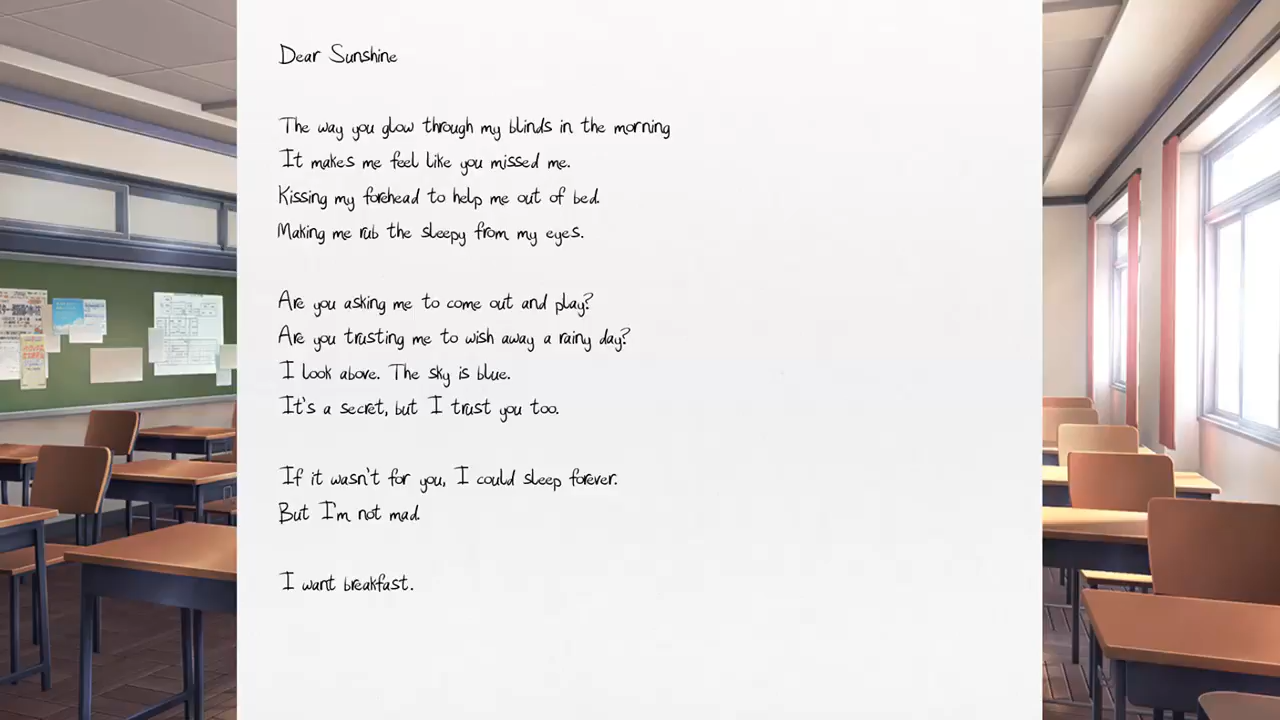 Dear Sunshine
The way you glow through my blinds in the morning
It makes me feel like you missed me.
Kissing my forehead to help me out of bed.
Making me rub the sleepy from my eyes.
Are you asking me to come out and play?
Are you trusting me to wish away a rainy day?
I look above. The sky is blue.
It's a secret, but I trust you too.
If it wasn't for you, I could sleep forever.
But I'm not mad.
I want breakfast.